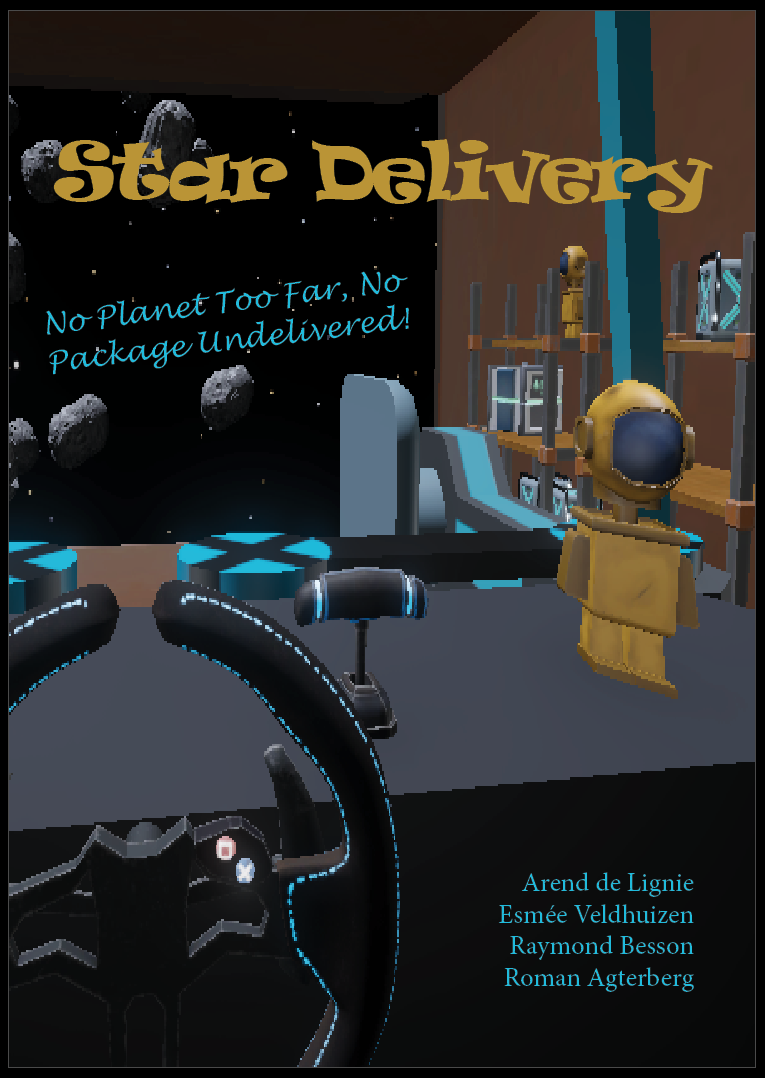 Star Delivery
No Planet Too Far, No
Package Undelivered!
Arend de Lignie
Esmée Veldhuizen
Raymond Besson
Roman Agterberg